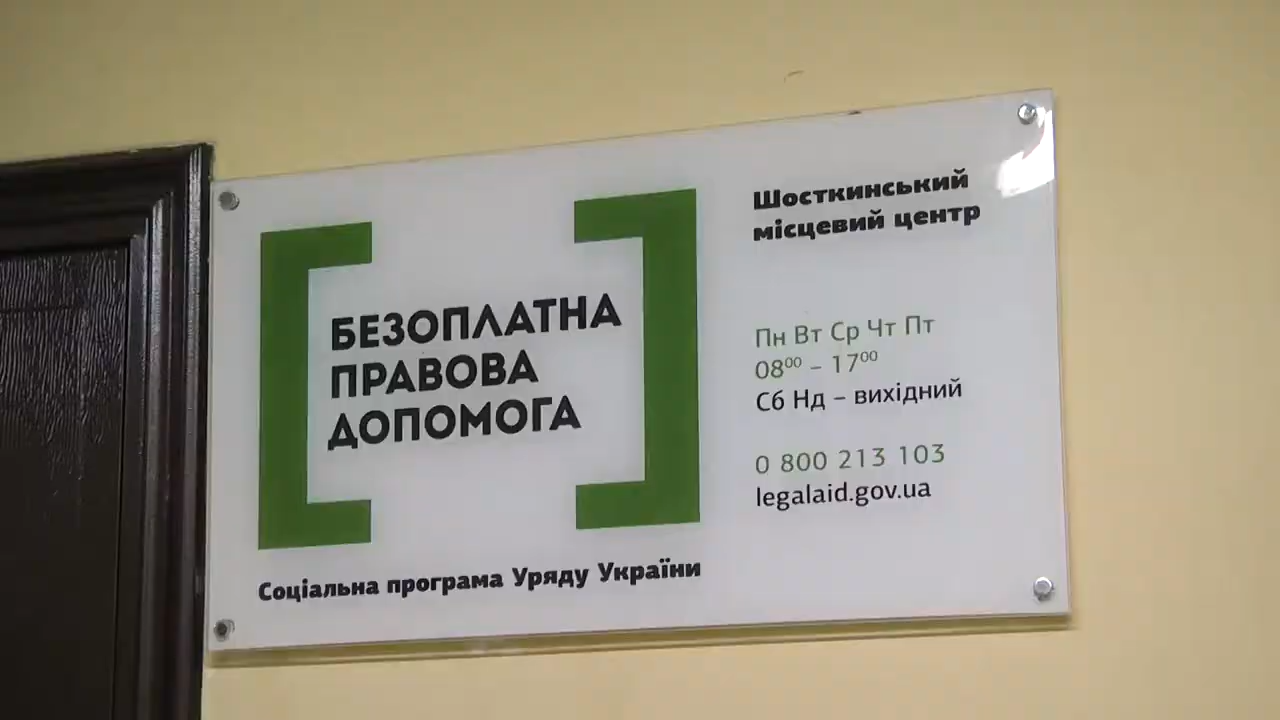 БЕЗОПЛАТНА
ПРАВОВА
ДОПОМОГА
Соціальна програма Уряду України
Шосткинський
місцевий центр
Пн Вт Ср Чт Пт
08⁰⁰ – 17⁰⁰
Сб Нд – вихідний
0 800 213 103
legalaid.gov.ua